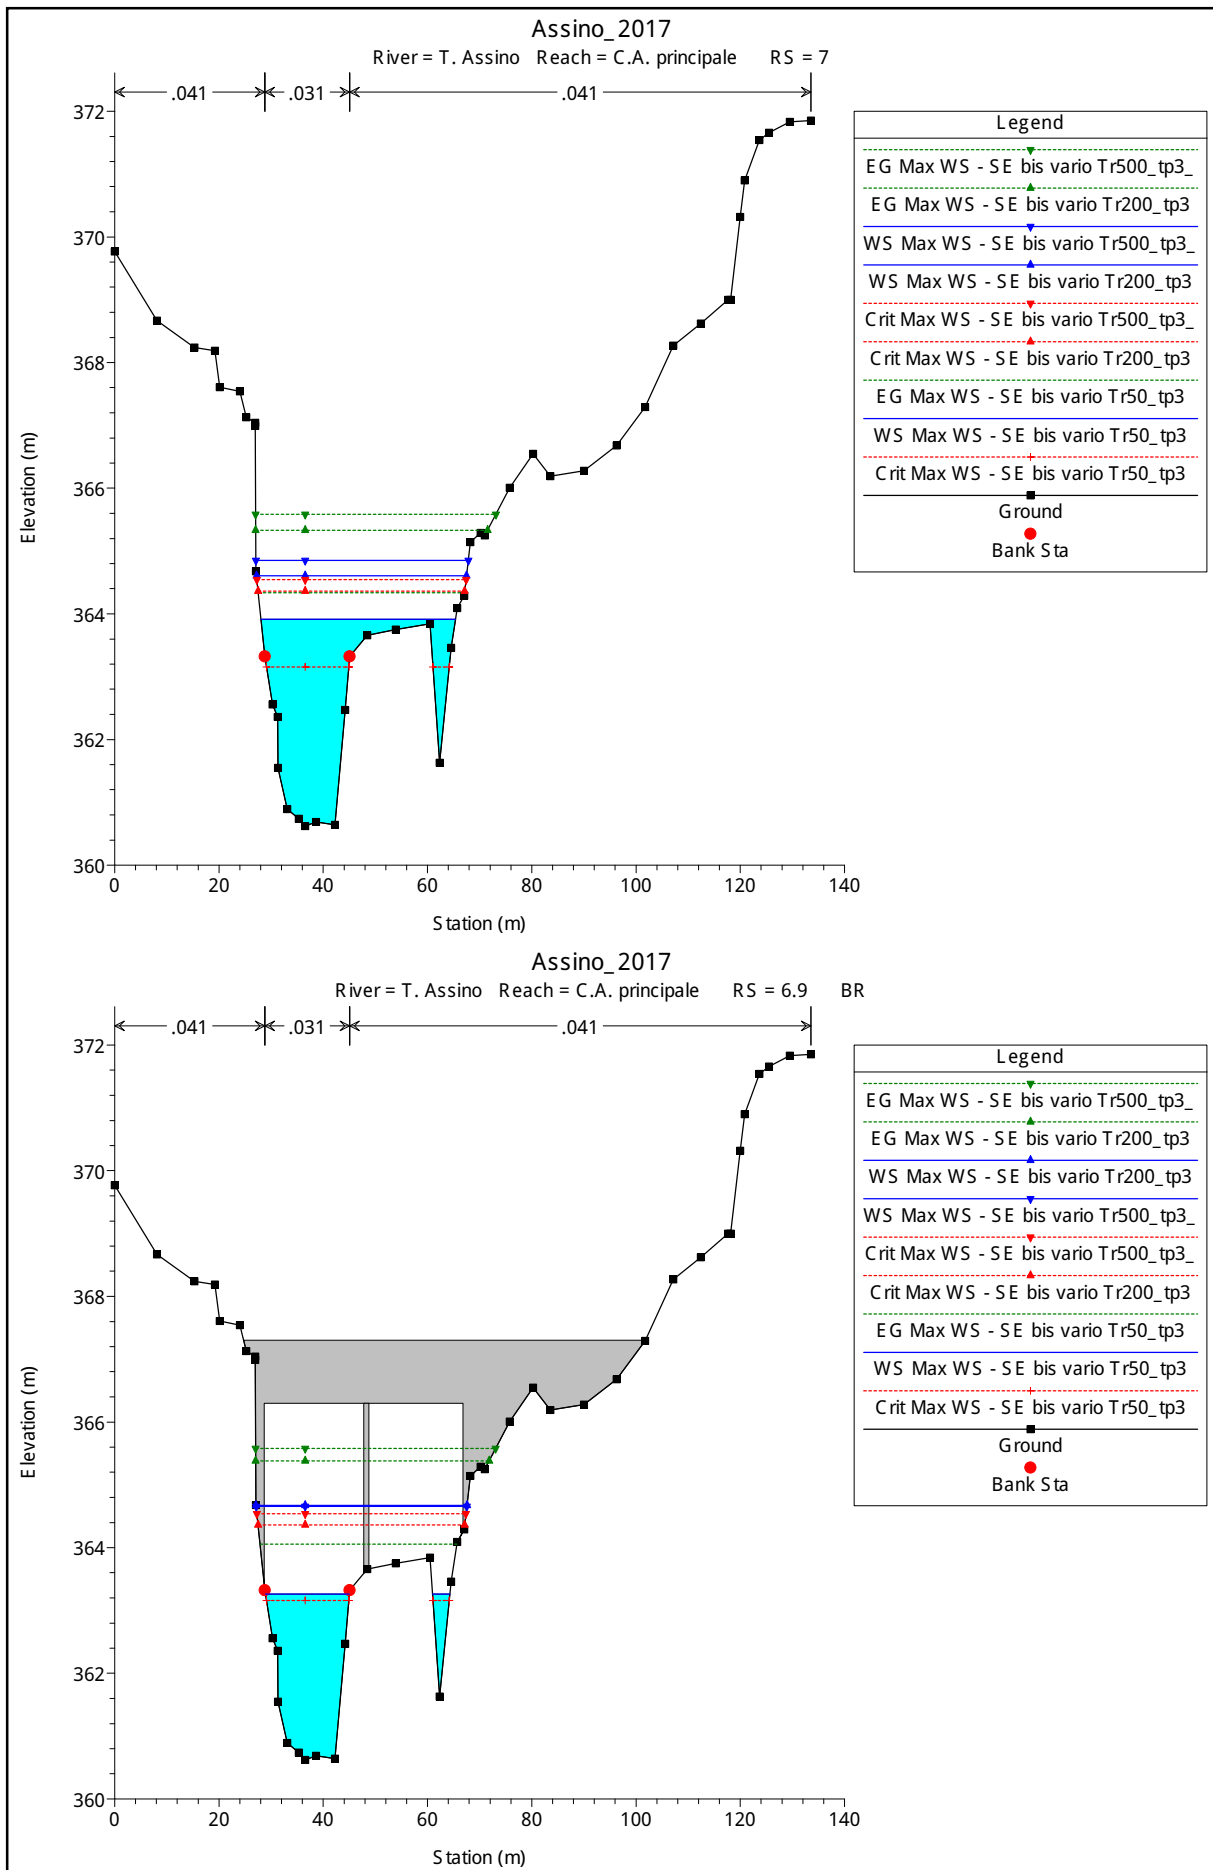 Assino_2017
River = T. Assino   Reach = C.A. principale   RS = 7
.041
.031
.041
372
370
368
366
364
362
360
Elevation (m)
0 20 40 60 80 100 120 140
Station (m)
Legend
EG Max WS - SE bis vario Tr500_tp3_
EG Max WS - SE bis vario Tr200_tp3
WS Max WS - SE bis vario Tr500_tp3_
WS Max WS - SE bis vario Tr200_tp3
Crit Max WS - SE bis vario Tr500_tp3_
Crit Max WS - SE bis vario Tr200_tp3
EG Max WS - SE bis vario Tr50_tp3
WS Max WS - SE bis vario Tr50_tp3
Crit Max WS - SE bis vario Tr50_tp3
Ground
Bank Sta
Assino_2017
River = T. Assino   Reach = C.A. principale   RS = 6.9   BR
.041
.031
.041
372
370
368
366
364
362
360
Elevation (m)
0 20 40 60 80 100 120 140
Station (m)
Legend
EG Max WS - SE bis vario Tr500_tp3_
EG Max WS - SE bis vario Tr200_tp3
WS Max WS - SE bis vario Tr200_tp3
WS Max WS - SE bis vario Tr500_tp3_
Crit Max WS - SE bis vario Tr500_tp3_
Crit Max WS - SE bis vario Tr200_tp3
EG Max WS - SE bis vario Tr50_tp3
WS Max WS - SE bis vario Tr50_tp3
Crit Max WS - SE bis vario Tr50_tp3
Ground
Bank Sta